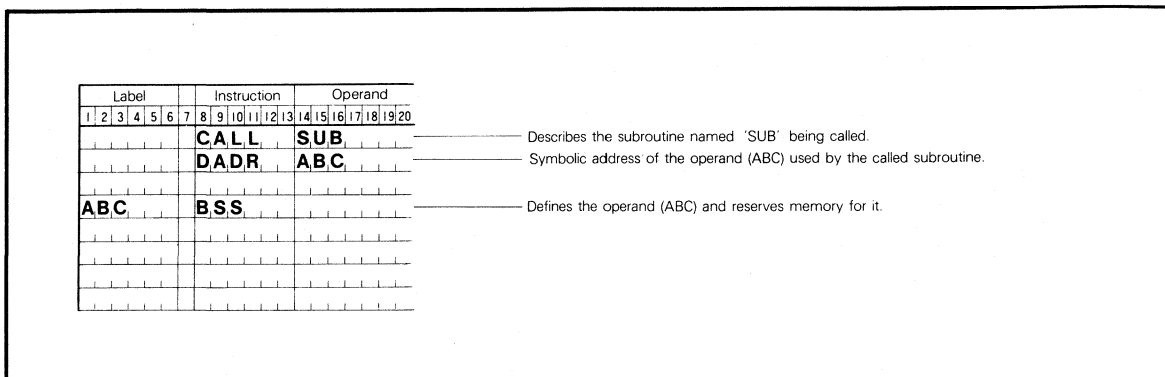 Label Instruction Operand
1 2 3 4 5 6 7 8 9 10 11 12 13 14 15 16 17 18 19 20
CALL SUB Describes the subroutine named 'SUB' being called.
DADR ABC Symbolic address of the operand (ABC) used by the called subroutine.
ABC BSS Defines the operand (ABC) and reserves memory for it.